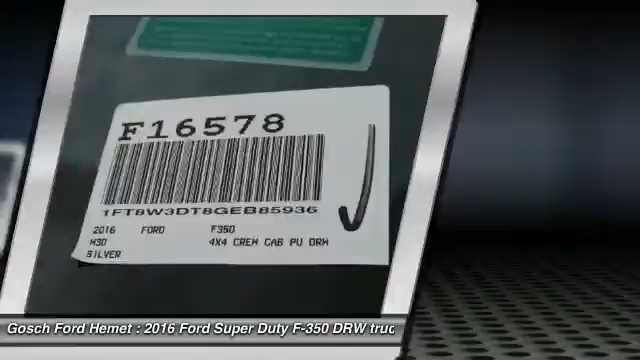 F16578
1FT8W3DT8GEB85936
2016 FORD F350
W3D 4X4 CREW CAB PU DRW
SILVER
Gosch Ford Hemet : 2016 Ford Super Duty F-350 DRW truc